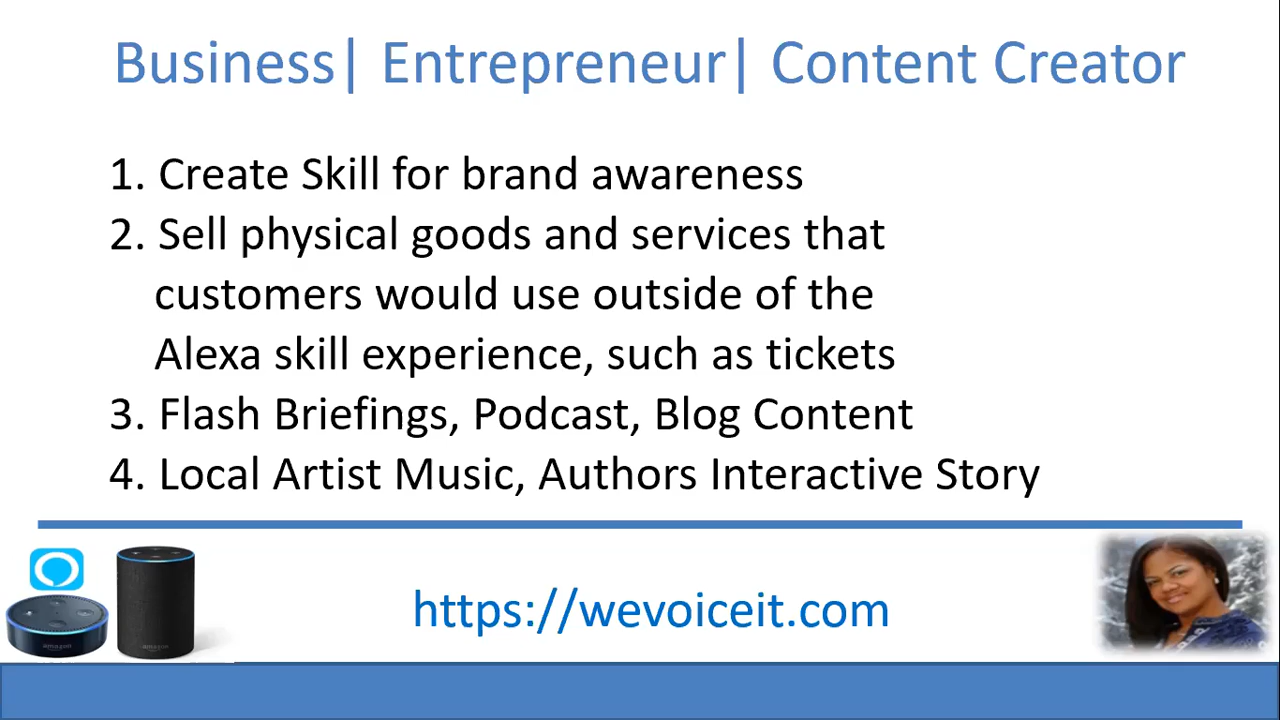 Business| Entrepreneur| Content Creator
1. Create Skill for brand awareness
2. Sell physical goods and services that
customers would use outside of the
Alexa skill experience, such as tickets
3. Flash Briefings, Podcast, Blog Content
4. Local Artist Music, Authors Interactive Story
amazon
amazon
https://wevoiceit.com